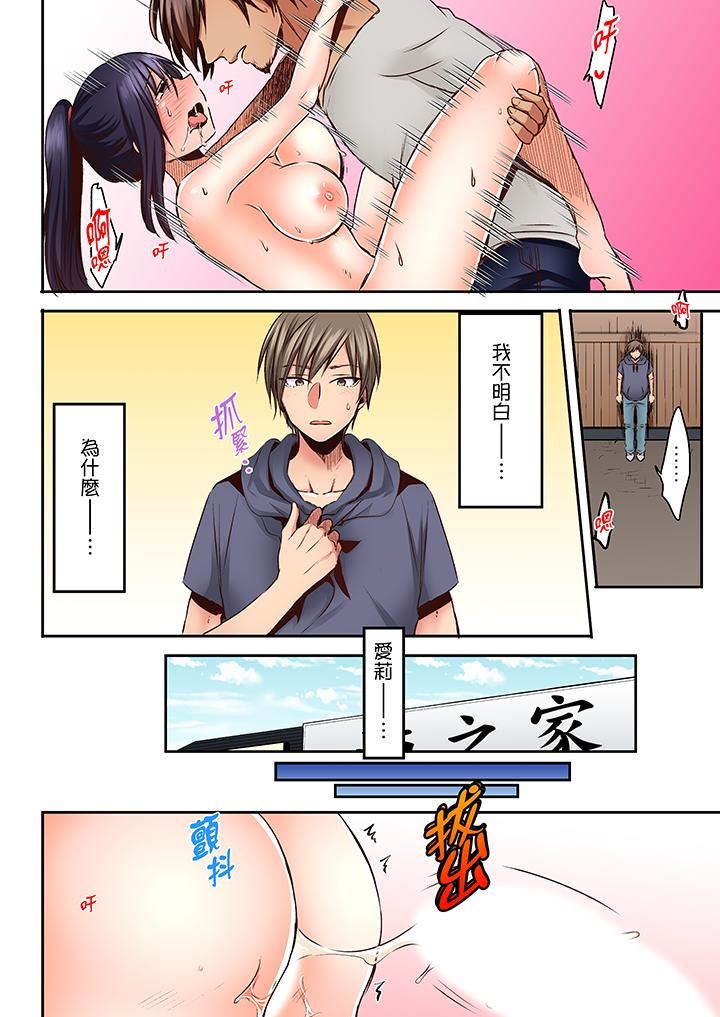 吁
吁
吁
啊
嗯
啊
……
嗯
我不明白——…
抓緊…
為什麼——…
愛莉——…
之家
拔出
顫抖
吁